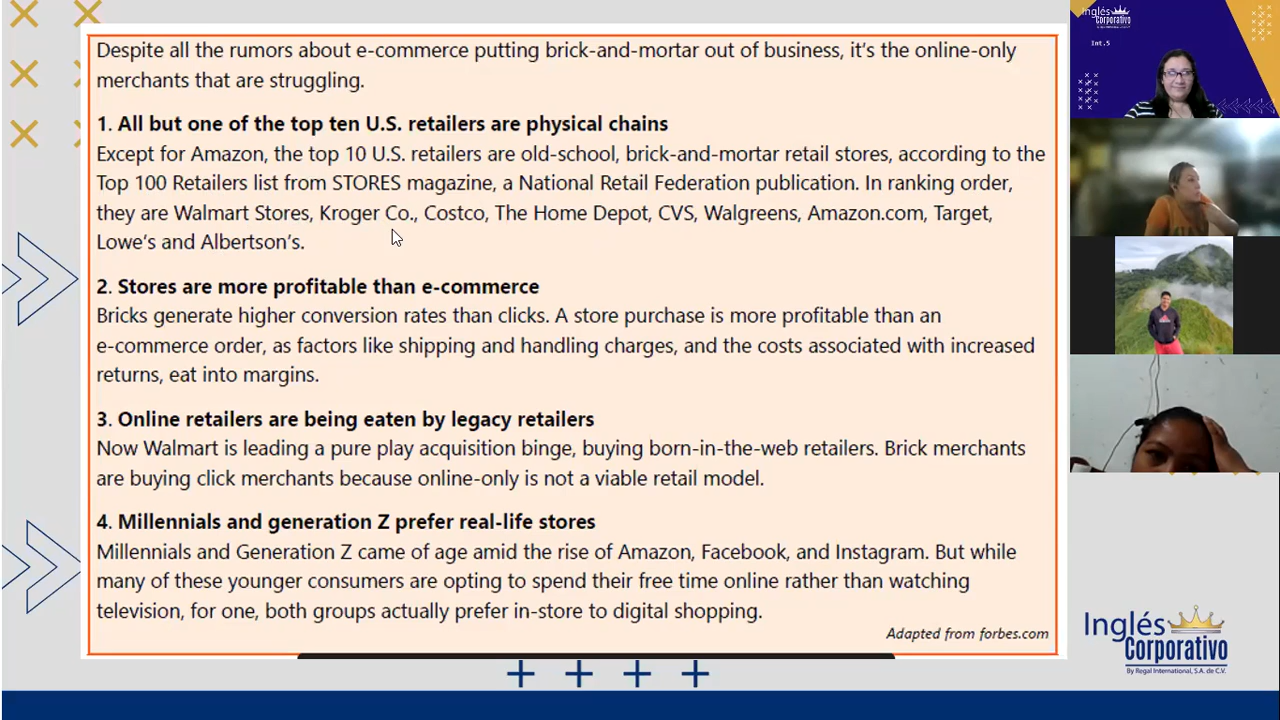 Despite all the rumors about e-commerce putting brick-and-mortar out of business, it's the online-only
merchants that are struggling.
1. All but one of the top ten U.S. retailers are physical chains
Except for Amazon, the top 10 U.S. retailers are old-school, brick-and-mortar retail stores, according to the
Top 100 Retailers list from STORES magazine, a National Retail Federation publication. In ranking order,
they are Walmart Stores, Kroger Co., Costco, The Home Depot, CVS, Walgreens, Amazon.com, Target,
Lowe's and Albertson's.
2. Stores are more profitable than e-commerce
Bricks generate higher conversion rates than clicks. A store purchase is more profitable than an
e-commerce order, as factors like shipping and handling charges, and the costs associated with increased
returns, eat into margins.
3. Online retailers are being eaten by legacy retailers
Now Walmart is leading a pure play acquisition binge, buying born-in-the-web retailers. Brick merchants
are buying click merchants because online-only is not a viable retail model.
4. Millennials and generation Z prefer real-life stores
Millennials and Generation Z came of age amid the rise of Amazon, Facebook, and Instagram. But while
many of these younger consumers are opting to spend their free time online rather than watching
television, for one, both groups actually prefer in-store to digital shopping.
Adapted from forbes.com
Inglés
Corporativo
Int.5
Inglés
Corporativo
By Regal International, S.A. de C.V.